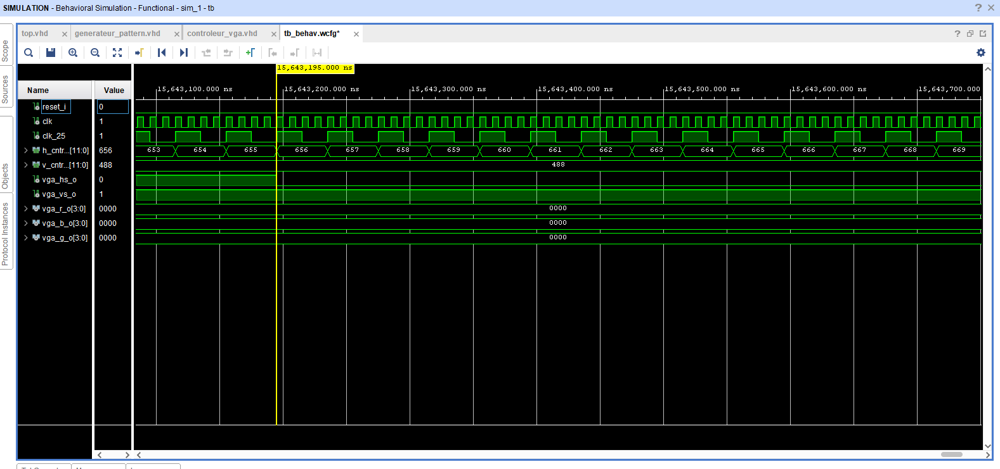 SIMULATION - Behavioral Simulation - Functional - sim_1 - tb
top.vhd generateur_pattern.vhd controleur_vga.vhd tb_behav.wcfg*
Scope
Sources
Objects
Protocol Instances
15,643,195.000 ns
15,643,100.000 ns 15,643,200.000 ns 15,643,300.000 ns 15,643,400.000 ns 15,643,500.000 ns 15,643,600.000 ns 15,643,700.000
Name Value
reset_i 0
clk 1
clk_25 1
h_cntr...[11:0] 656 653 654 655 656 657 658 659 660 661 662 663 664 665 666 667 668 669
v_cntr...[11:0] 488 488
vga_hs_o 0
vga_vs_o 1
vga_r_o[3:0] 0000 0000
vga_b_o[3:0] 0000 0000
vga_g_o[3:0] 0000 0000